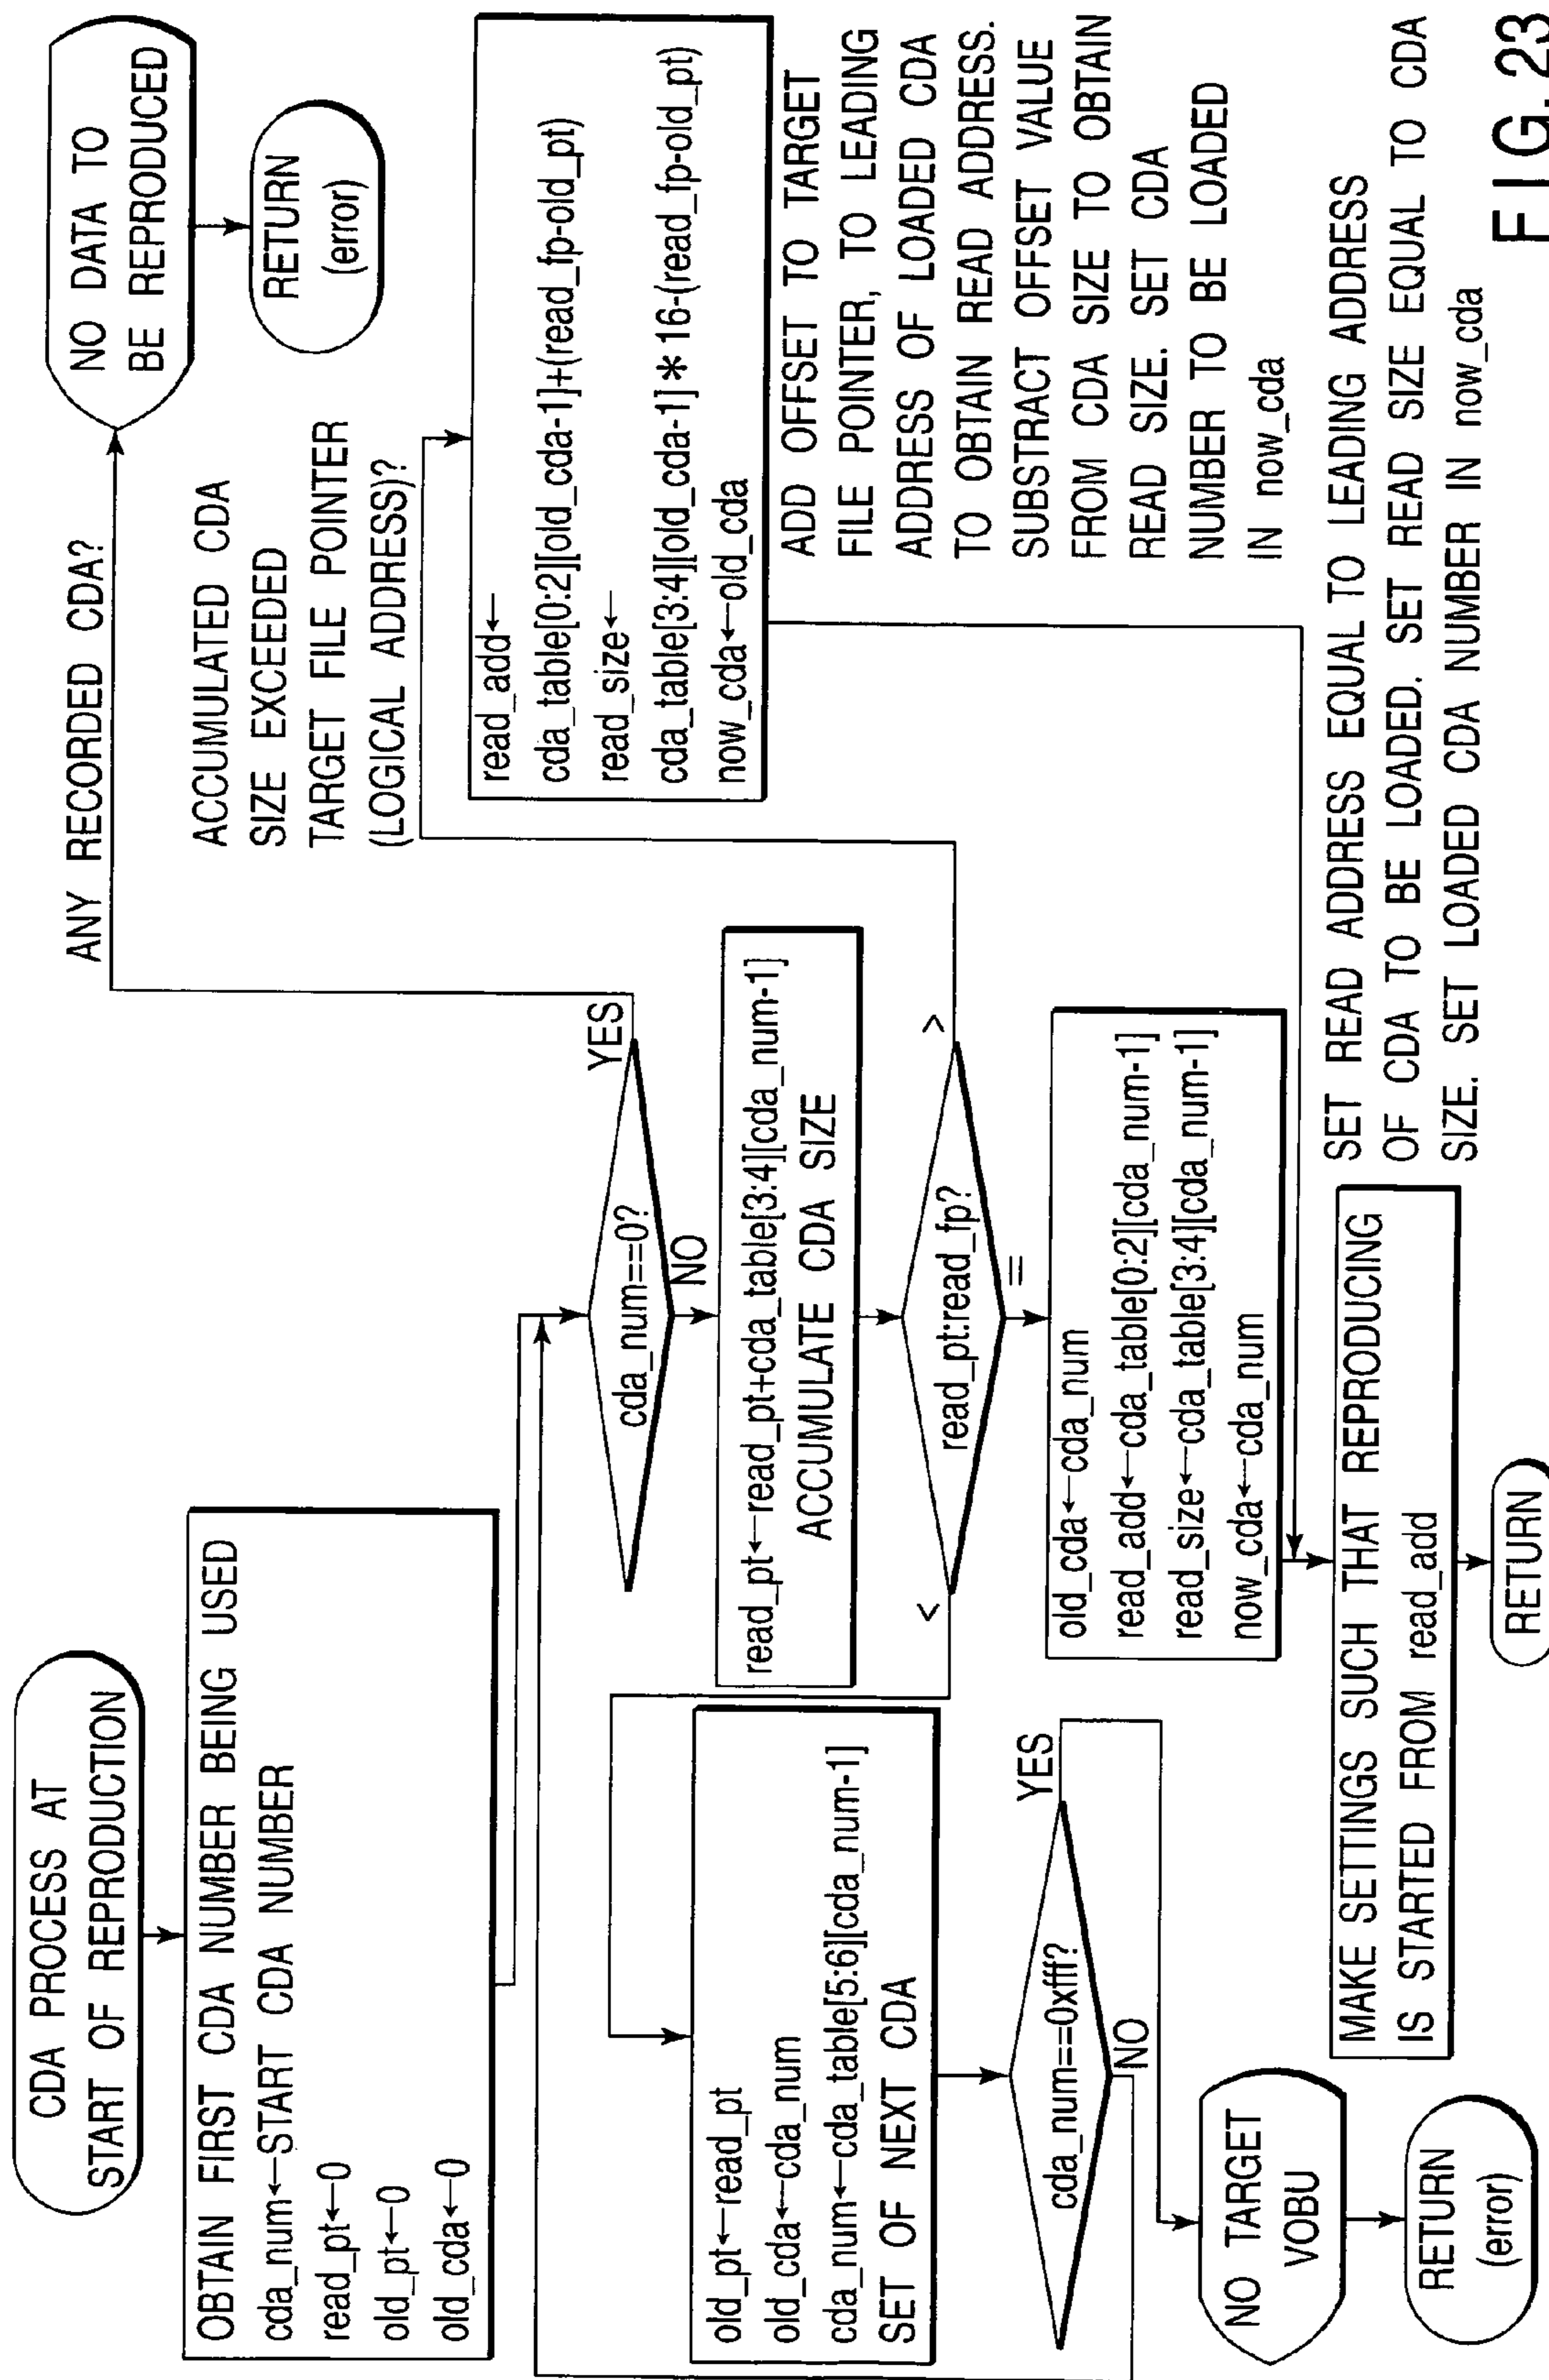 CDA PROCESS AT
START OF REPRODUCTION
OBTAIN FIRST CDA NUMBER BEING USED
cda_num←START CDA NUMBER
read_pt←0
old_pt←0
old_cda←0
cda_num==0?
YES
NO
ANY RECORDED CDA?
NO DATA TO
BE REPRODUCED
RETURN
(error)
read_pt←read_pt+cda_table[3:4][cda_num-1]
ACCUMULATE CDA SIZE
read_pt:read_fp?
<
=
>
ACCUMULATED CDA
SIZE EXCEEDED
TARGET FILE POINTER
(LOGICAL ADDRESS)?
read_add←
cda_table[0:2][old_cda-1]+(read_fp-old_pt)
read_size←
cda_table[3:4][old_cda-1]*16-(read_fp-old_pt)
now_cda←old_cda
ADD OFFSET TO TARGET
FILE POINTER, TO LEADING
ADDRESS OF LOADED CDA
TO OBTAIN READ ADDRESS.
SUBSTRACT OFFSET VALUE
FROM CDA SIZE TO OBTAIN
READ SIZE. SET CDA
NUMBER TO BE LOADED
IN now_cda
old_pt←read_pt
old_cda←cda_num
cda_num←cda_table[5:6][cda_num-1]
SET OF NEXT CDA
cda_num==0xfff?
YES
NO
NO TARGET
VOBU
RETURN
(error)
old_cda←cda_num
read_add←cda_table[0:2][cda_num-1]
read_size←cda_table[3:4][cda_num-1]
now_cda←cda_num
MAKE SETTINGS SUCH THAT REPRODUCING
IS STARTED FROM read_add
RETURN
SET READ ADDRESS EQUAL TO LEADING ADDRESS
OF CDA TO BE LOADED. SET READ SIZE EQUAL TO CDA
SIZE. SET LOADED CDA NUMBER IN now_cda
FIG. 23